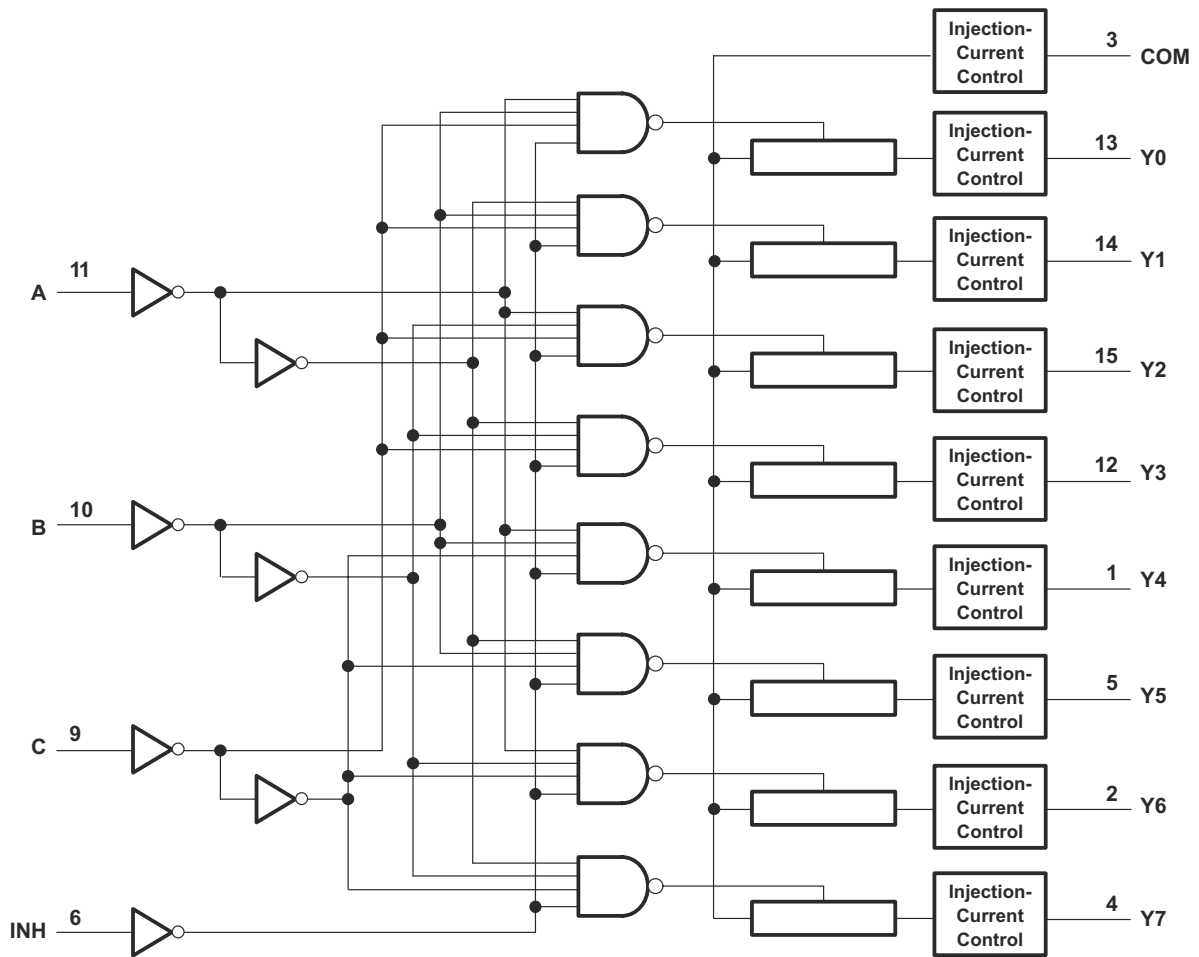 Injection-
Current
Control
3
COM
Injection-
Current
Control
13
Y0
Injection-
Current
Control
14
Y1
A
11
Injection-
Current
Control
15
Y2
Injection-
Current
Control
12
Y3
B
10
Injection-
Current
Control
1
Y4
Injection-
Current
Control
5
Y5
C
9
Injection-
Current
Control
2
Y6
Injection-
Current
Control
4
Y7
INH
6